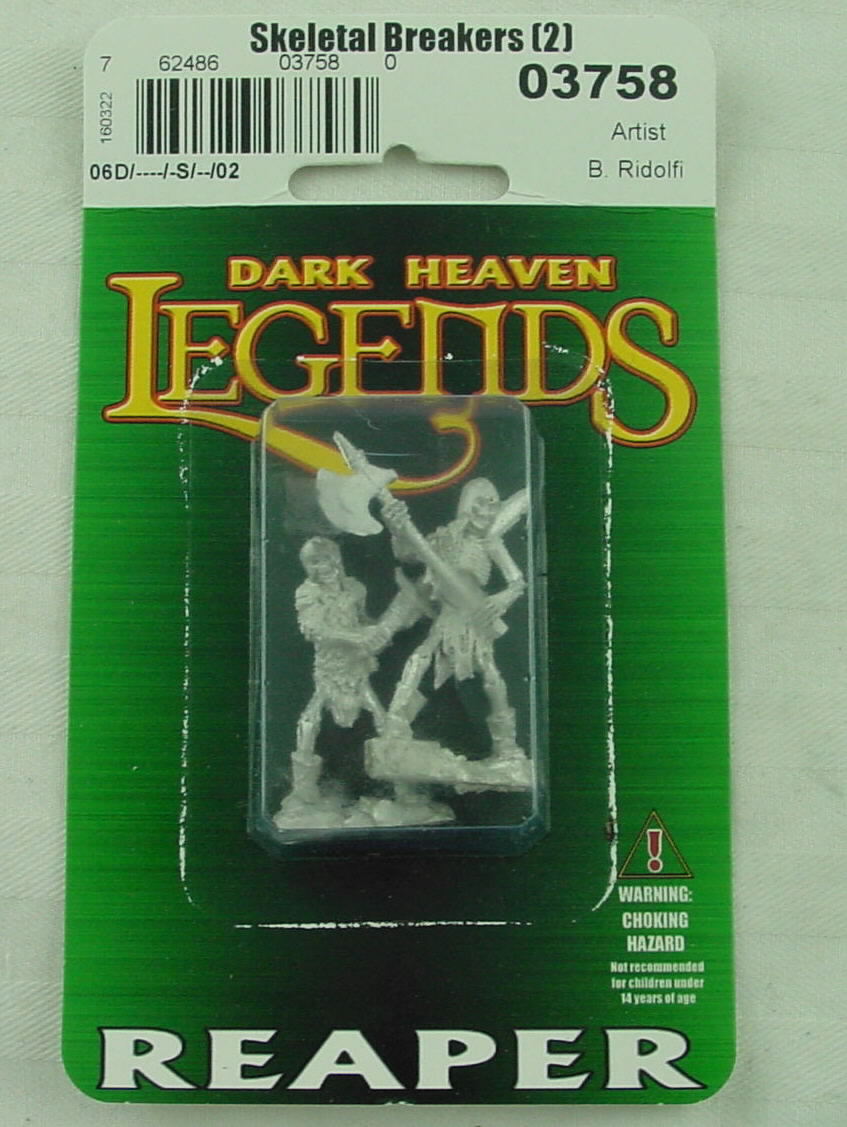 Skeletal Breakers (2)
7 62486 03758 0
03758
160322
Artist
06D/----/-S/--/02
B. Ridolfi
DARK HEAVEN
LEGENDS
WARNING:
CHOKING
HAZARD
Not recommended
for children under
14 years of age
REAPER